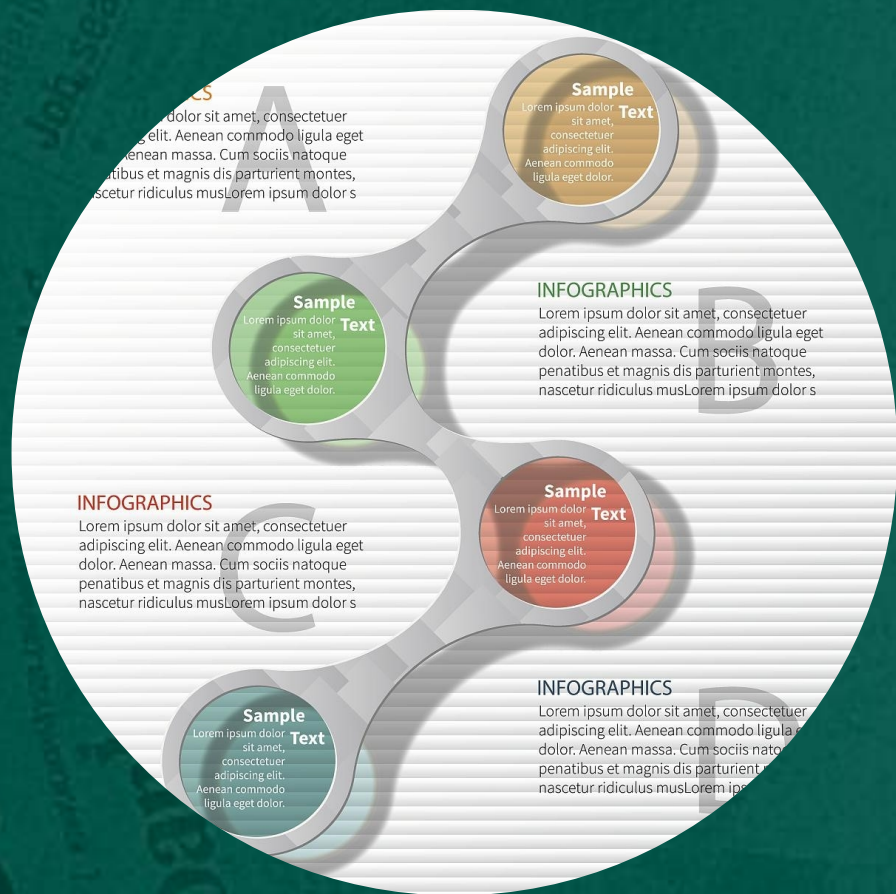 CS
dolor sit amet, consectetuer
elit. Aenean commodo ligula eget
Aenean massa. Cum sociis natoque
et magnis dis parturient montes,
ridiculus musLorem ipsum dolor s
A
Sample
Text
Lorem ipsum dolor
sit amet,
consectetuer
adipiscing elit.
Aenean commodo
ligula eget dolor.
Sample
Text
Lorem ipsum dolor
sit amet,
consectetuer
adipiscing elit.
Aenean commodo
ligula eget dolor.
INFOGRAPHICS
B
Lorem ipsum dolor sit amet, consectetuer
adipiscing elit. Aenean commodo ligula eget
dolor. Aenean massa. Cum sociis natoque
penatibus et magnis dis parturient montes,
nascetur ridiculus musLorem ipsum dolor s
INFOGRAPHICS
C
Lorem ipsum dolor sit amet, consectetuer
adipiscing elit. Aenean commodo ligula eget
dolor. Aenean massa. Cum sociis natoque
penatibus et magnis dis parturient montes,
nascetur ridiculus musLorem ipsum dolor s
Sample
Text
Lorem ipsum dolor
sit amet,
consectetuer
adipiscing elit.
Aenean commodo
ligula eget dolor.
Sample
Text
Lorem ipsum dolor
sit amet,
consectetuer
adipiscing elit.
Aenean commodo
ligula eget dolor.
INFOGRAPHICS
D
Lorem ipsum dolor sit amet, consectetuer
adipiscing elit. Aenean commodo ligula
dolor. Aenean massa. Cum sociis nato
penatibus et magnis dis parturient
nascetur ridiculus musLorem ips